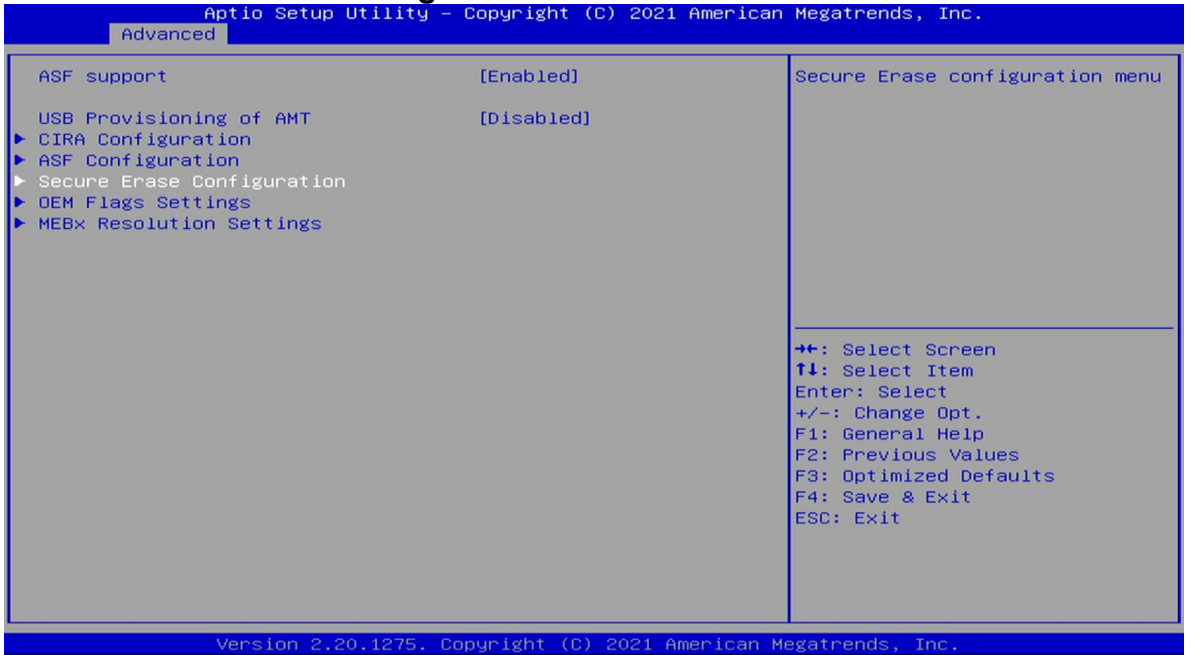 Aptio Setup Utility – Copyright (C) 2021 American Megatrends, Inc.
Advanced
ASF support [Enabled]
USB Provisioning of AMT [Disabled]
► CIRA Configuration
► ASF Configuration
► Secure Erase Configuration
► OEM Flags Settings
► MEBx Resolution Settings
Secure Erase configuration menu
→←: Select Screen
↑↓: Select Item
Enter: Select
+/-: Change Opt.
F1: General Help
F2: Previous Values
F3: Optimized Defaults
F4: Save & Exit
ESC: Exit
Version 2.20.1275. Copyright (C) 2021 American Megatrends, Inc.